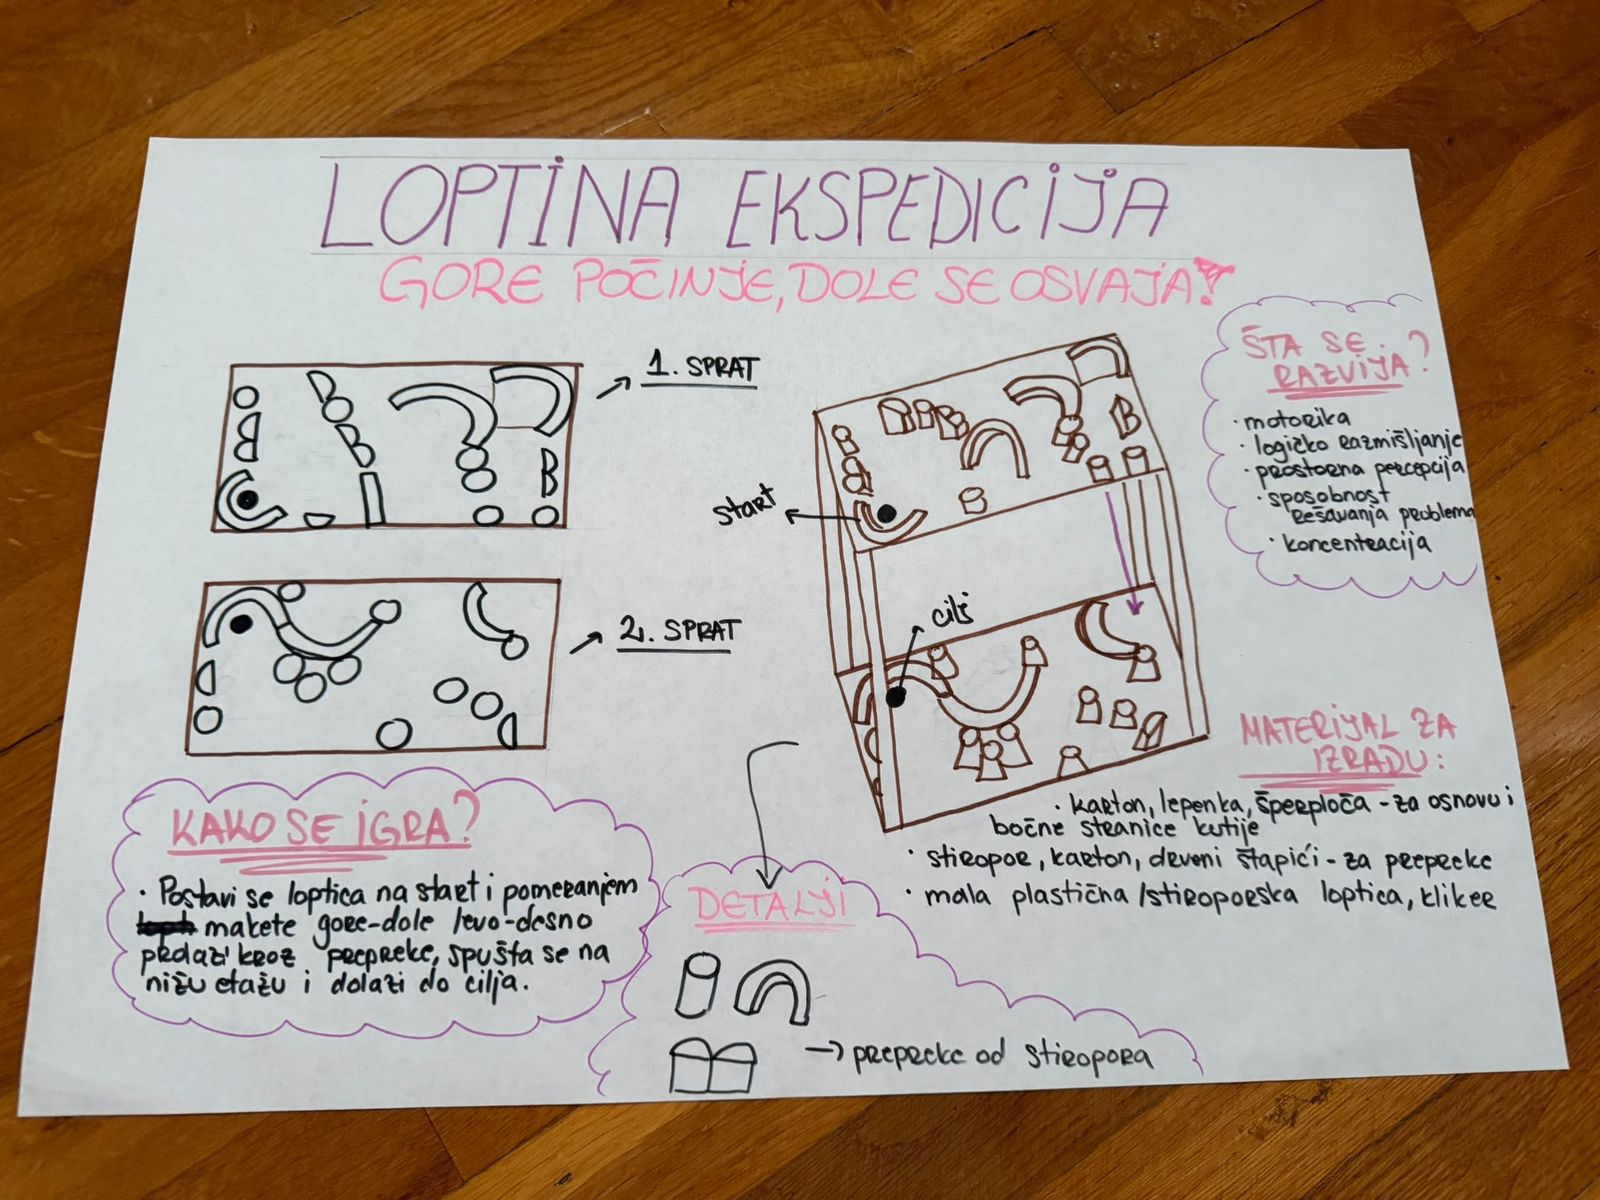 LOPTINA EKSPEDICIJA
GORE POČINJE, DOLE SE OSVAJA!
1. SPRAT
2. SPRAT
start
cilj
ŠTA SE
RAZVIJA?
· motorika
· logičko razmišljanje
· prostorna percepcija
· sposobnost
rešavanja problema
· koncentracija
MATERIJAL ZA
IZRADU:
· karton, lepenka, šperploča - za osnovu i
bočne stranice kutije
· stiropor, karton, drveni štapići - za prepreke
· mala plastična / stiroporska loptica, kliker
KAKO SE IGRA?
· Postavi se loptica na start i pomeranjem
makete gore-dole levo-desno
prolazi kroz prepreke, spušta se na
nižu etažu i dolazi do cilja.
DETALJI
→ prepreke od stiropora